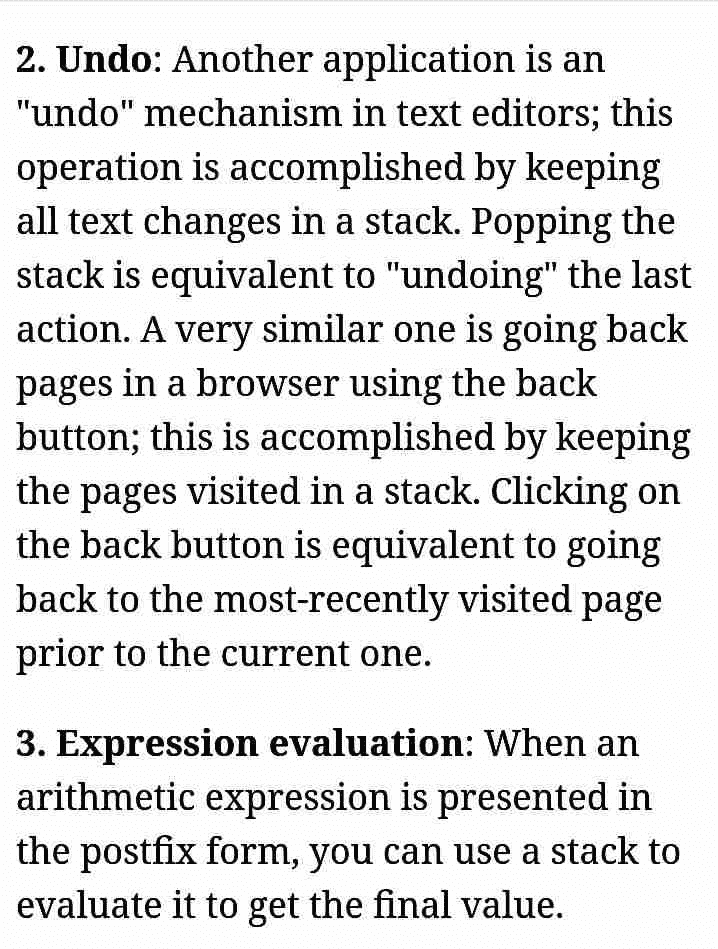 2. Undo: Another application is an
"undo" mechanism in text editors; this
operation is accomplished by keeping
all text changes in a stack. Popping the
stack is equivalent to "undoing" the last
action. A very similar one is going back
pages in a browser using the back
button; this is accomplished by keeping
the pages visited in a stack. Clicking on
the back button is equivalent to going
back to the most-recently visited page
prior to the current one.
3. Expression evaluation: When an
arithmetic expression is presented in
the postfix form, you can use a stack to
evaluate it to get the final value.